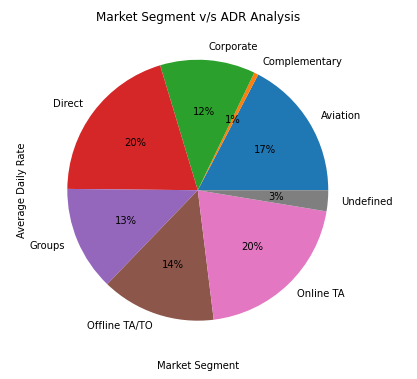 Market Segment v/s ADR Analysis
Corporate
Complementary
Direct
Aviation
12%
1%
20%
17%
Average Daily Rate
Undefined
3%
13%
Groups
20%
14%
Online TA
Offline TA/TO
Market Segment